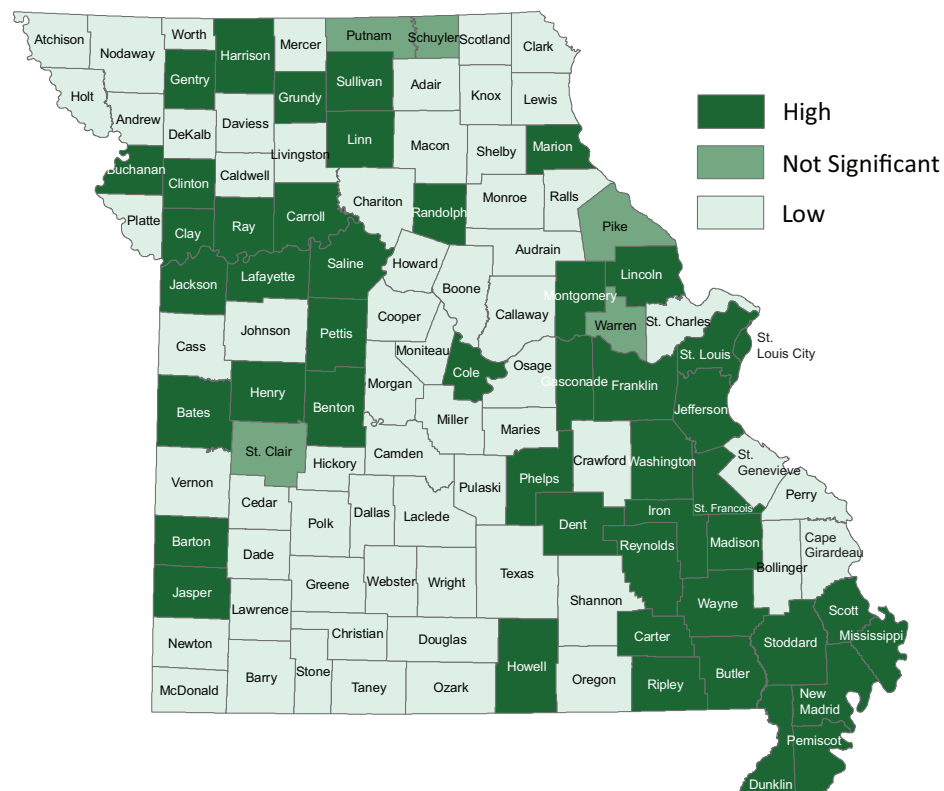 Atchison
Nodaway
Worth
Harrison
Mercer
Putnam
Schuyler
Scotland
Clark
Holt
Gentry
Grundy
Sullivan
Adair
Knox
Lewis
Andrew
DeKalb
Daviess
Livingston
Linn
Macon
Shelby
Marion
High
Not Significant
Low
Buchanan
Clinton
Caldwell
Chariton
Randolph
Monroe
Ralls
Platte
Clay
Ray
Carroll
Pike
Audrain
Jackson
Lafayette
Saline
Howard
Boone
Callaway
Montgomery
Lincoln
Cass
Johnson
Pettis
Cooper
Moniteau
Cole
Osage
Gasconade
Warren
St. Charles
St. Louis
St.
Louis City
Franklin
Jefferson
Bates
Henry
Benton
Morgan
Miller
Maries
St. Clair
Hickory
Camden
Pulaski
Phelps
Crawford
Washington
St.
Genevieve
Perry
Vernon
Cedar
Polk
Dallas
Laclede
Dent
Iron
St. Francois
Madison
Bollinger
Cape
Girardeau
Barton
Dade
Greene
Webster
Wright
Texas
Reynolds
Shannon
Wayne
Jasper
Lawrence
Christian
Douglas
Howell
Carter
Stoddard
Scott
Mississippi
Newton
McDonald
Barry
Stone
Taney
Ozark
Oregon
Ripley
Butler
New
Madrid
Pemiscot
Dunklin